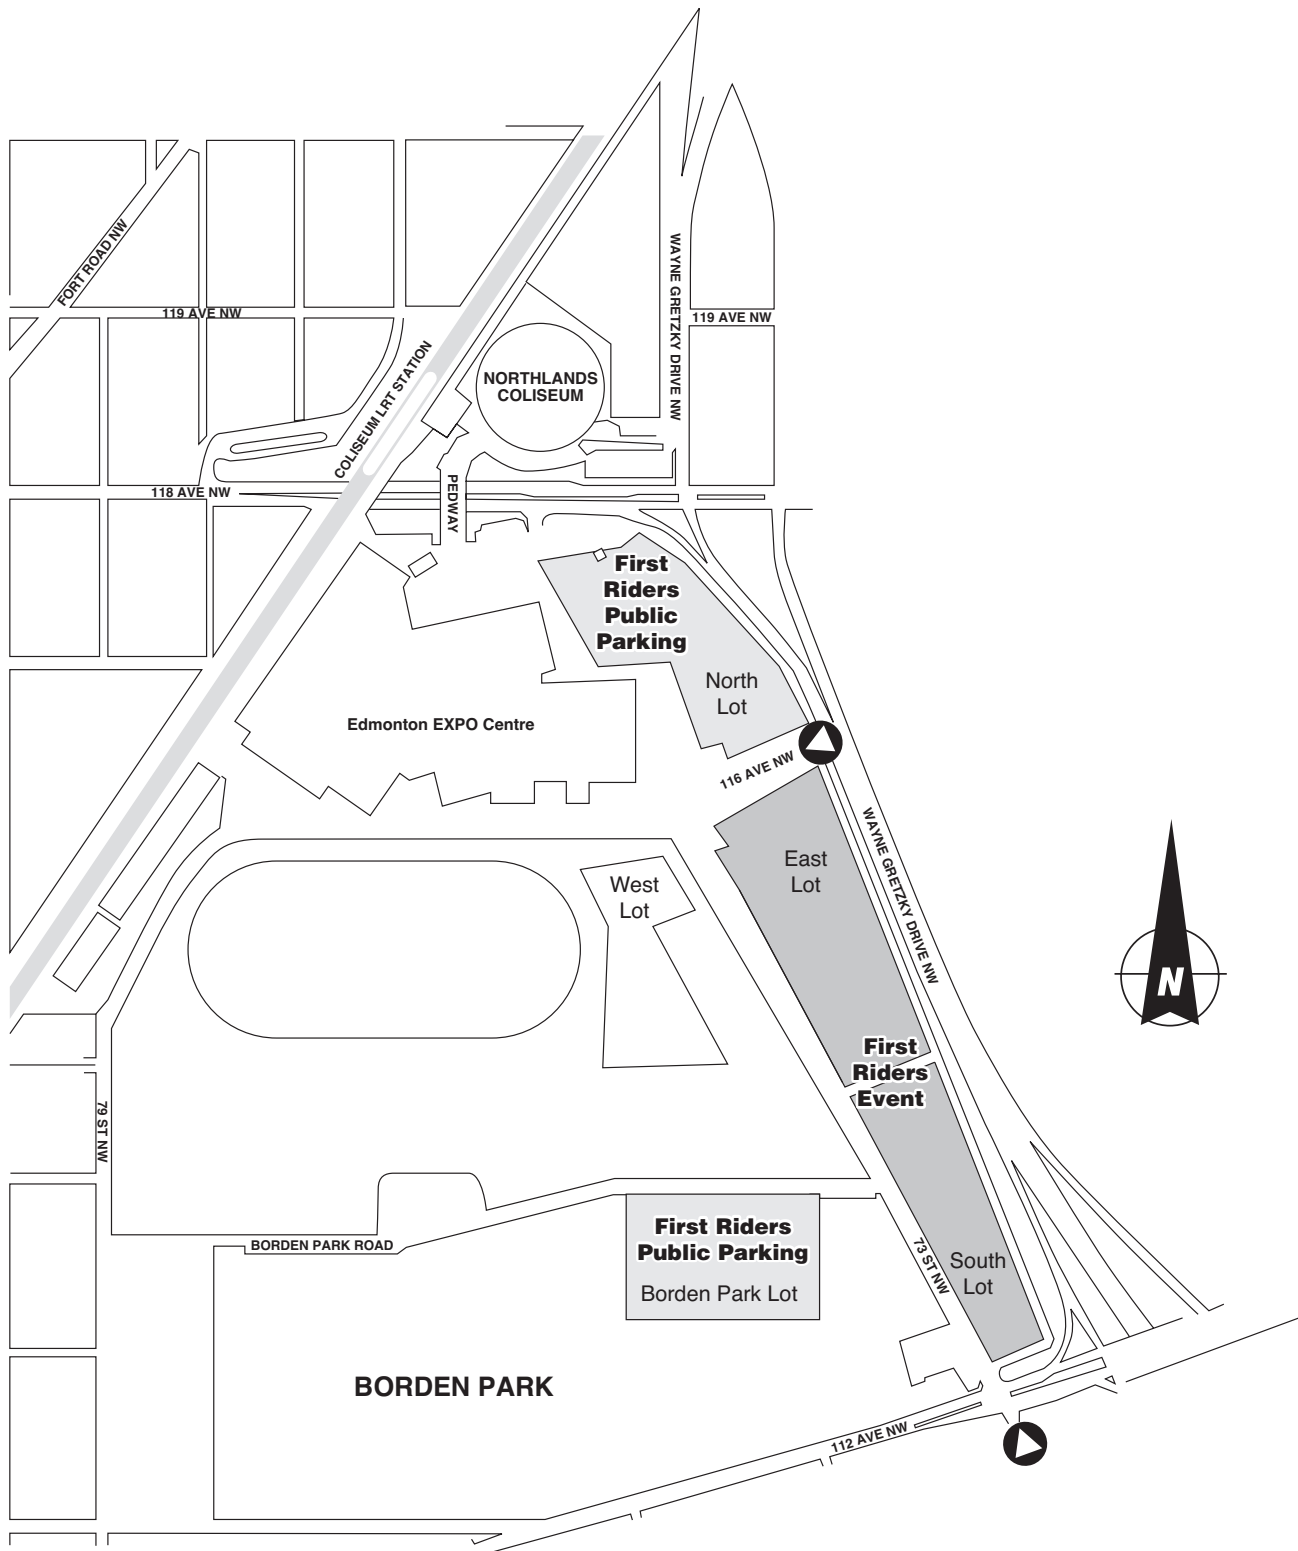 FORT ROAD NW
119 AVE NW
WAYNE GRETZKY DRIVE NW
119 AVE NW
COLISEUM LRT STATION
NORTHLANDS
COLISEUM
118 AVE NW
PEDWAY
First
Riders
Public
Parking
North
Lot
Edmonton EXPO Centre
116 AVE NW
WAYNE GRETZKY DRIVE NW
East
Lot
West
Lot
N
First
Riders
Event
79 ST NW
First Riders
Public Parking
Borden Park Lot
BORDEN PARK ROAD
73 ST NW
South
Lot
BORDEN PARK
112 AVE NW